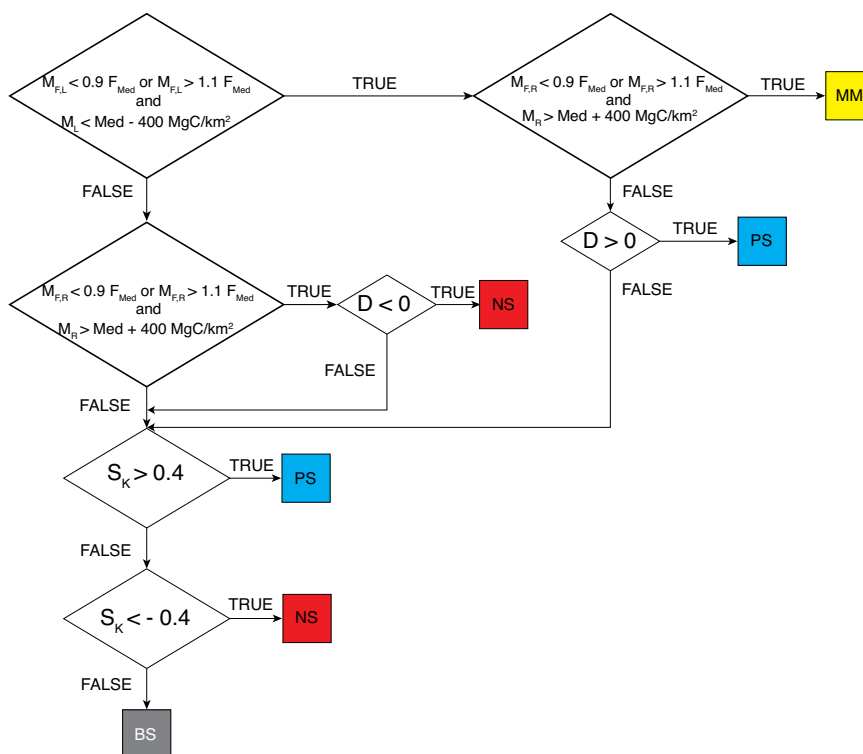 M_F,L < 0.9 F_Med or M_F,L > 1.1 F_Med
and
M_L < Med - 400 MgC/km²
TRUE
M_F,R < 0.9 F_Med or M_F,R > 1.1 F_Med
and
M_R > Med + 400 MgC/km²
TRUE
MM
FALSE
FALSE
D > 0
TRUE
PS
FALSE
M_F,R < 0.9 F_Med or M_F,R > 1.1 F_Med
and
M_R > Med + 400 MgC/km²
TRUE
D < 0
TRUE
NS
FALSE
FALSE
S_K > 0.4
TRUE
PS
FALSE
S_K < - 0.4
TRUE
NS
FALSE
BS